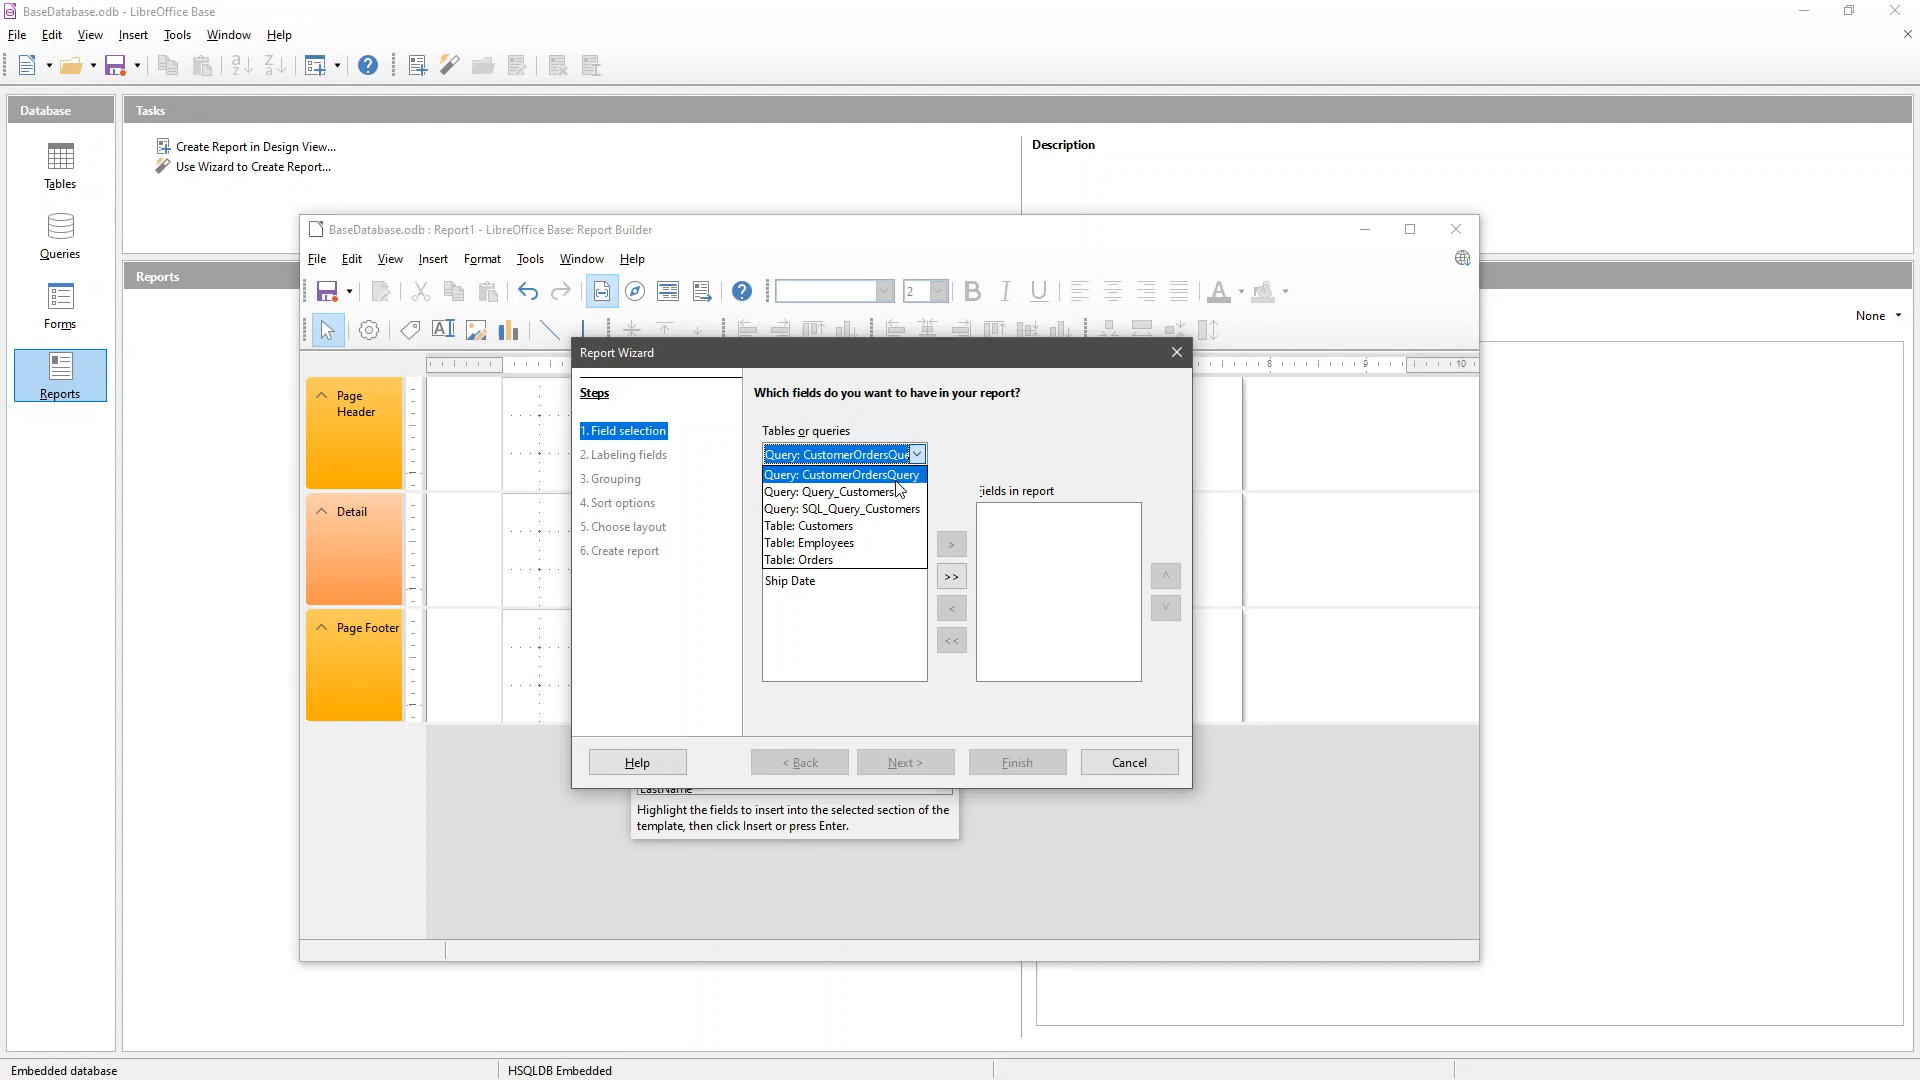 BaseDatabase.odb - LibreOffice Base
File Edit View Insert Tools Window Help
Database
Tasks
Tables
Queries
Forms
Reports
Create Report in Design View...
Use Wizard to Create Report...
Description
Reports
None
BaseDatabase.odb : Report1 - LibreOffice Base: Report Builder
File Edit View Insert Format Tools Window Help
2
8 9 10
Page Header
Detail
Page Footer
Report Wizard
Steps
1. Field selection
2. Labeling fields
3. Grouping
4. Sort options
5. Choose layout
6. Create report
Which fields do you want to have in your report?
Tables or queries
Query: CustomerOrdersQue
Query: CustomerOrdersQuery
Query: Query_Customers
Query: SQL_Query_Customers
Table: Customers
Table: Employees
Table: Orders
Ship Date
>
>>
<
<<
Fields in report
Help
< Back
Next >
Finish
Cancel
LastName
Highlight the fields to insert into the selected section of the
template, then click Insert or press Enter.
Embedded database
HSQLDB Embedded